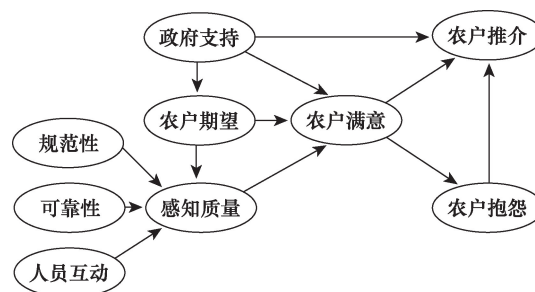 政府支持
农户推介
农户期望
农户满意
规范性
可靠性
感知质量
农户抱怨
人员互动